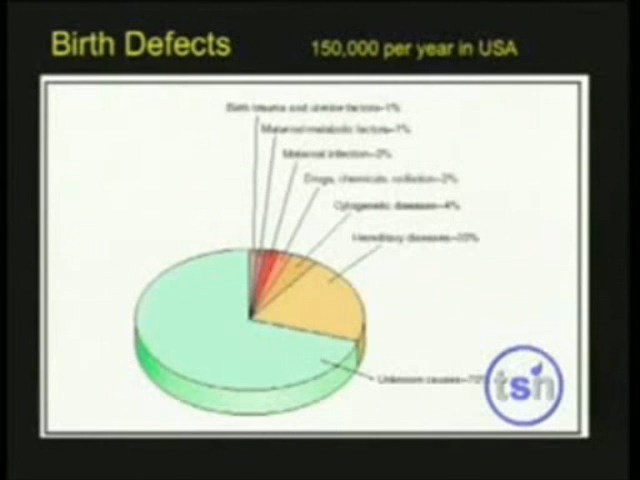 Birth Defects
150,000 per year in USA
Birth trauma and uterine factors–1%
Maternal metabolic factors–1%
Maternal infection–2%
Drugs, chemicals, radiation–2%
Cytogenetic diseases–4%
Hereditary diseases–20%
Unknown causes–70%
tsh